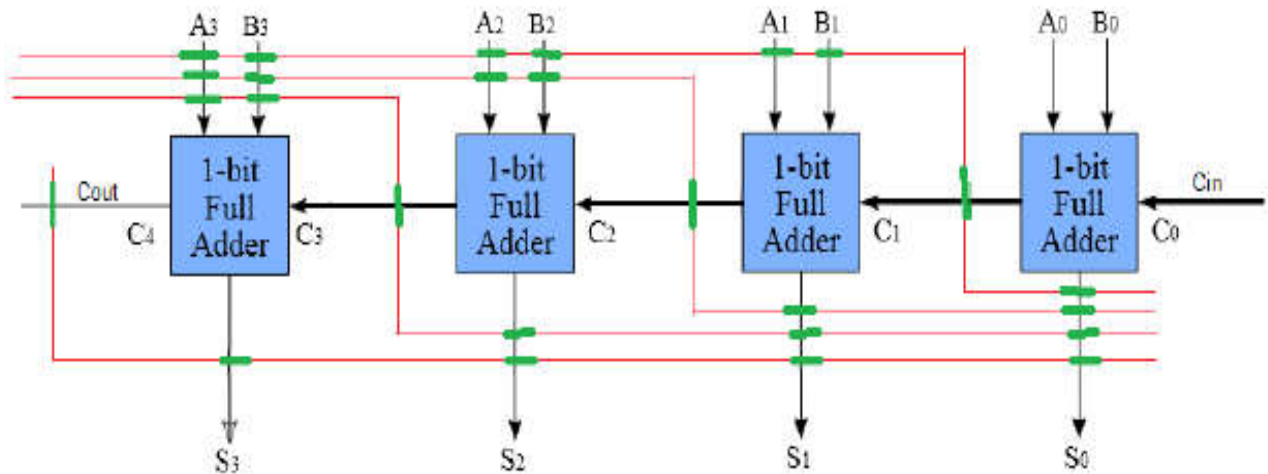 A3 B3 A2 B2 A1 B1 A0 B0
1-bit Full Adder
1-bit Full Adder
1-bit Full Adder
1-bit Full Adder
Cout
C4
C3
C2
C1
Cin
C0
S3 S2 S1 S0